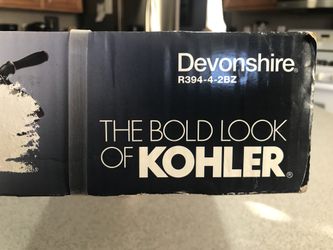 Devonshire®
R394-4-2BZ
THE BOLD LOOK
OF KOHLER®